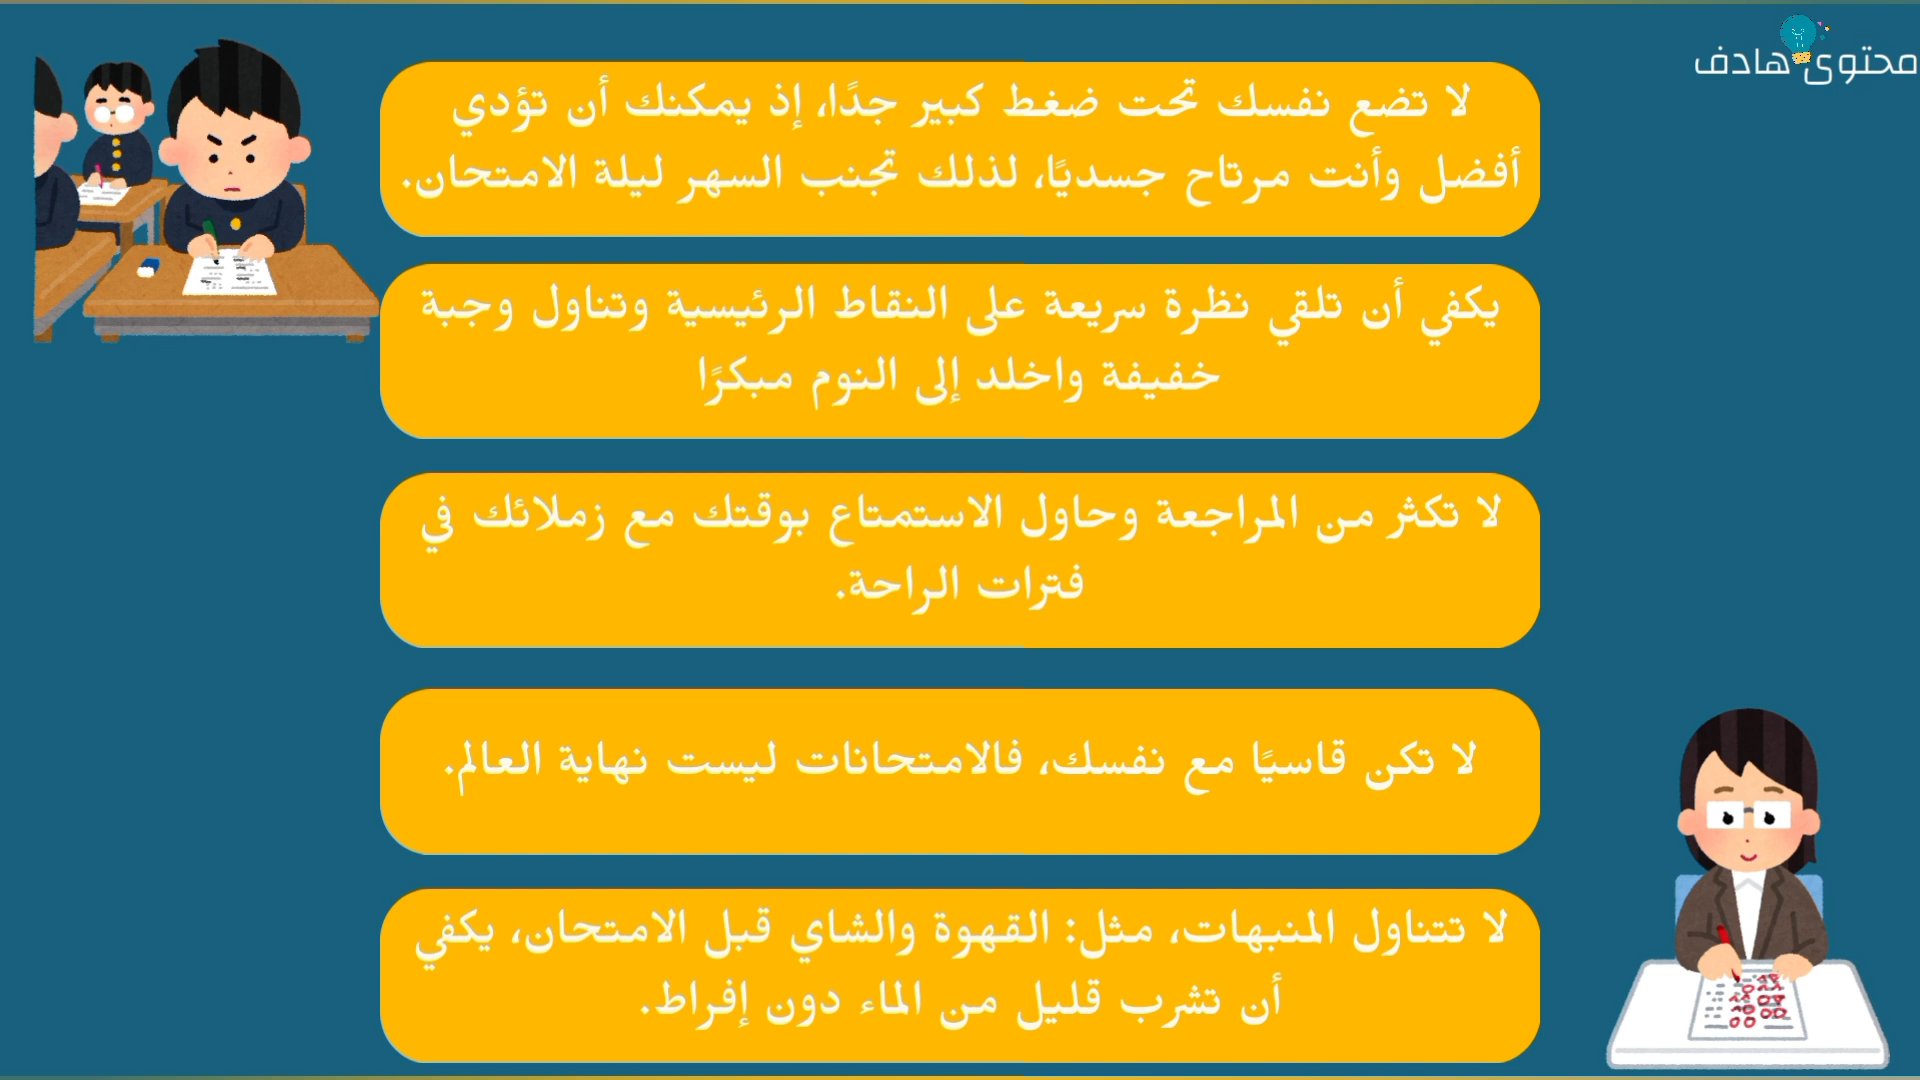 محتوى هادف
لا تضع نفسك تحت ضغط كبير جدًا، إذ يمكنك أن تؤدي
أفضل وأنت مرتاح جسديًا، لذلك تجنب السهر ليلة الامتحان.
يكفي أن تلقي نظرة سريعة على النقاط الرئيسية وتناول وجبة
خفيفة واخلد إلى النوم مبكرًا
لا تكثر من المراجعة وحاول الاستمتاع بوقتك مع زملائك في
فترات الراحة.
لا تكن قاسيًا مع نفسك، فالامتحانات ليست نهاية العالم.
لا تتناول المنبهات، مثل: القهوة والشاي قبل الامتحان، يكفي
أن تشرب قليل من الماء دون إفراط.